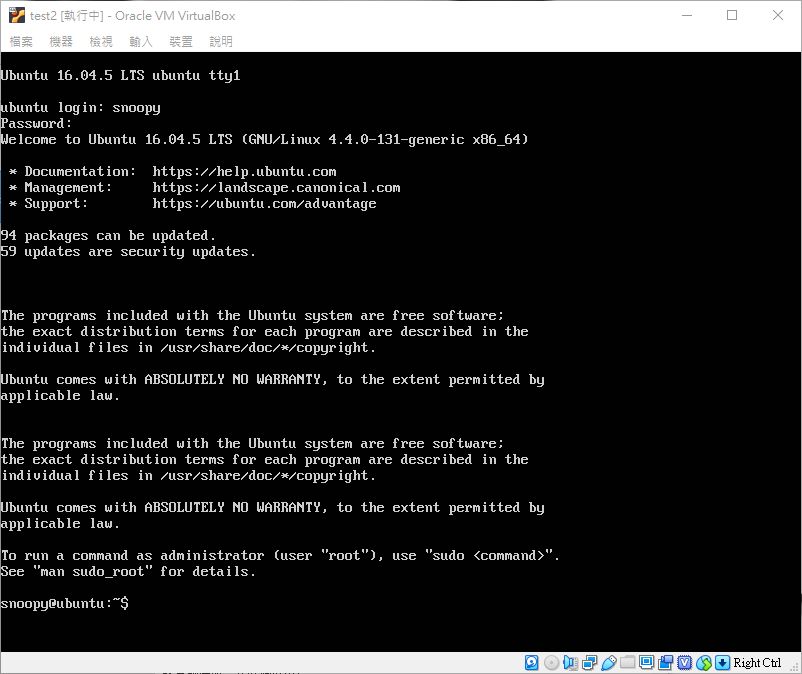 test2 [執行中] - Oracle VM VirtualBox
檔案 機器 檢視 輸入 裝置 說明
Ubuntu 16.04.5 LTS ubuntu tty1
ubuntu login: snoopy
Password:
Welcome to Ubuntu 16.04.5 LTS (GNU/Linux 4.4.0-131-generic x86_64)
* Documentation:  https://help.ubuntu.com
* Management:     https://landscape.canonical.com
* Support:        https://ubuntu.com/advantage
94 packages can be updated.
59 updates are security updates.
The programs included with the Ubuntu system are free software;
the exact distribution terms for each program are described in the
individual files in /usr/share/doc/*/copyright.
Ubuntu comes with ABSOLUTELY NO WARRANTY, to the extent permitted by
applicable law.
The programs included with the Ubuntu system are free software;
the exact distribution terms for each program are described in the
individual files in /usr/share/doc/*/copyright.
Ubuntu comes with ABSOLUTELY NO WARRANTY, to the extent permitted by
applicable law.
To run a command as administrator (user "root"), use "sudo <command>".
See "man sudo_root" for details.
snoopy@ubuntu:~$
Right Ctrl